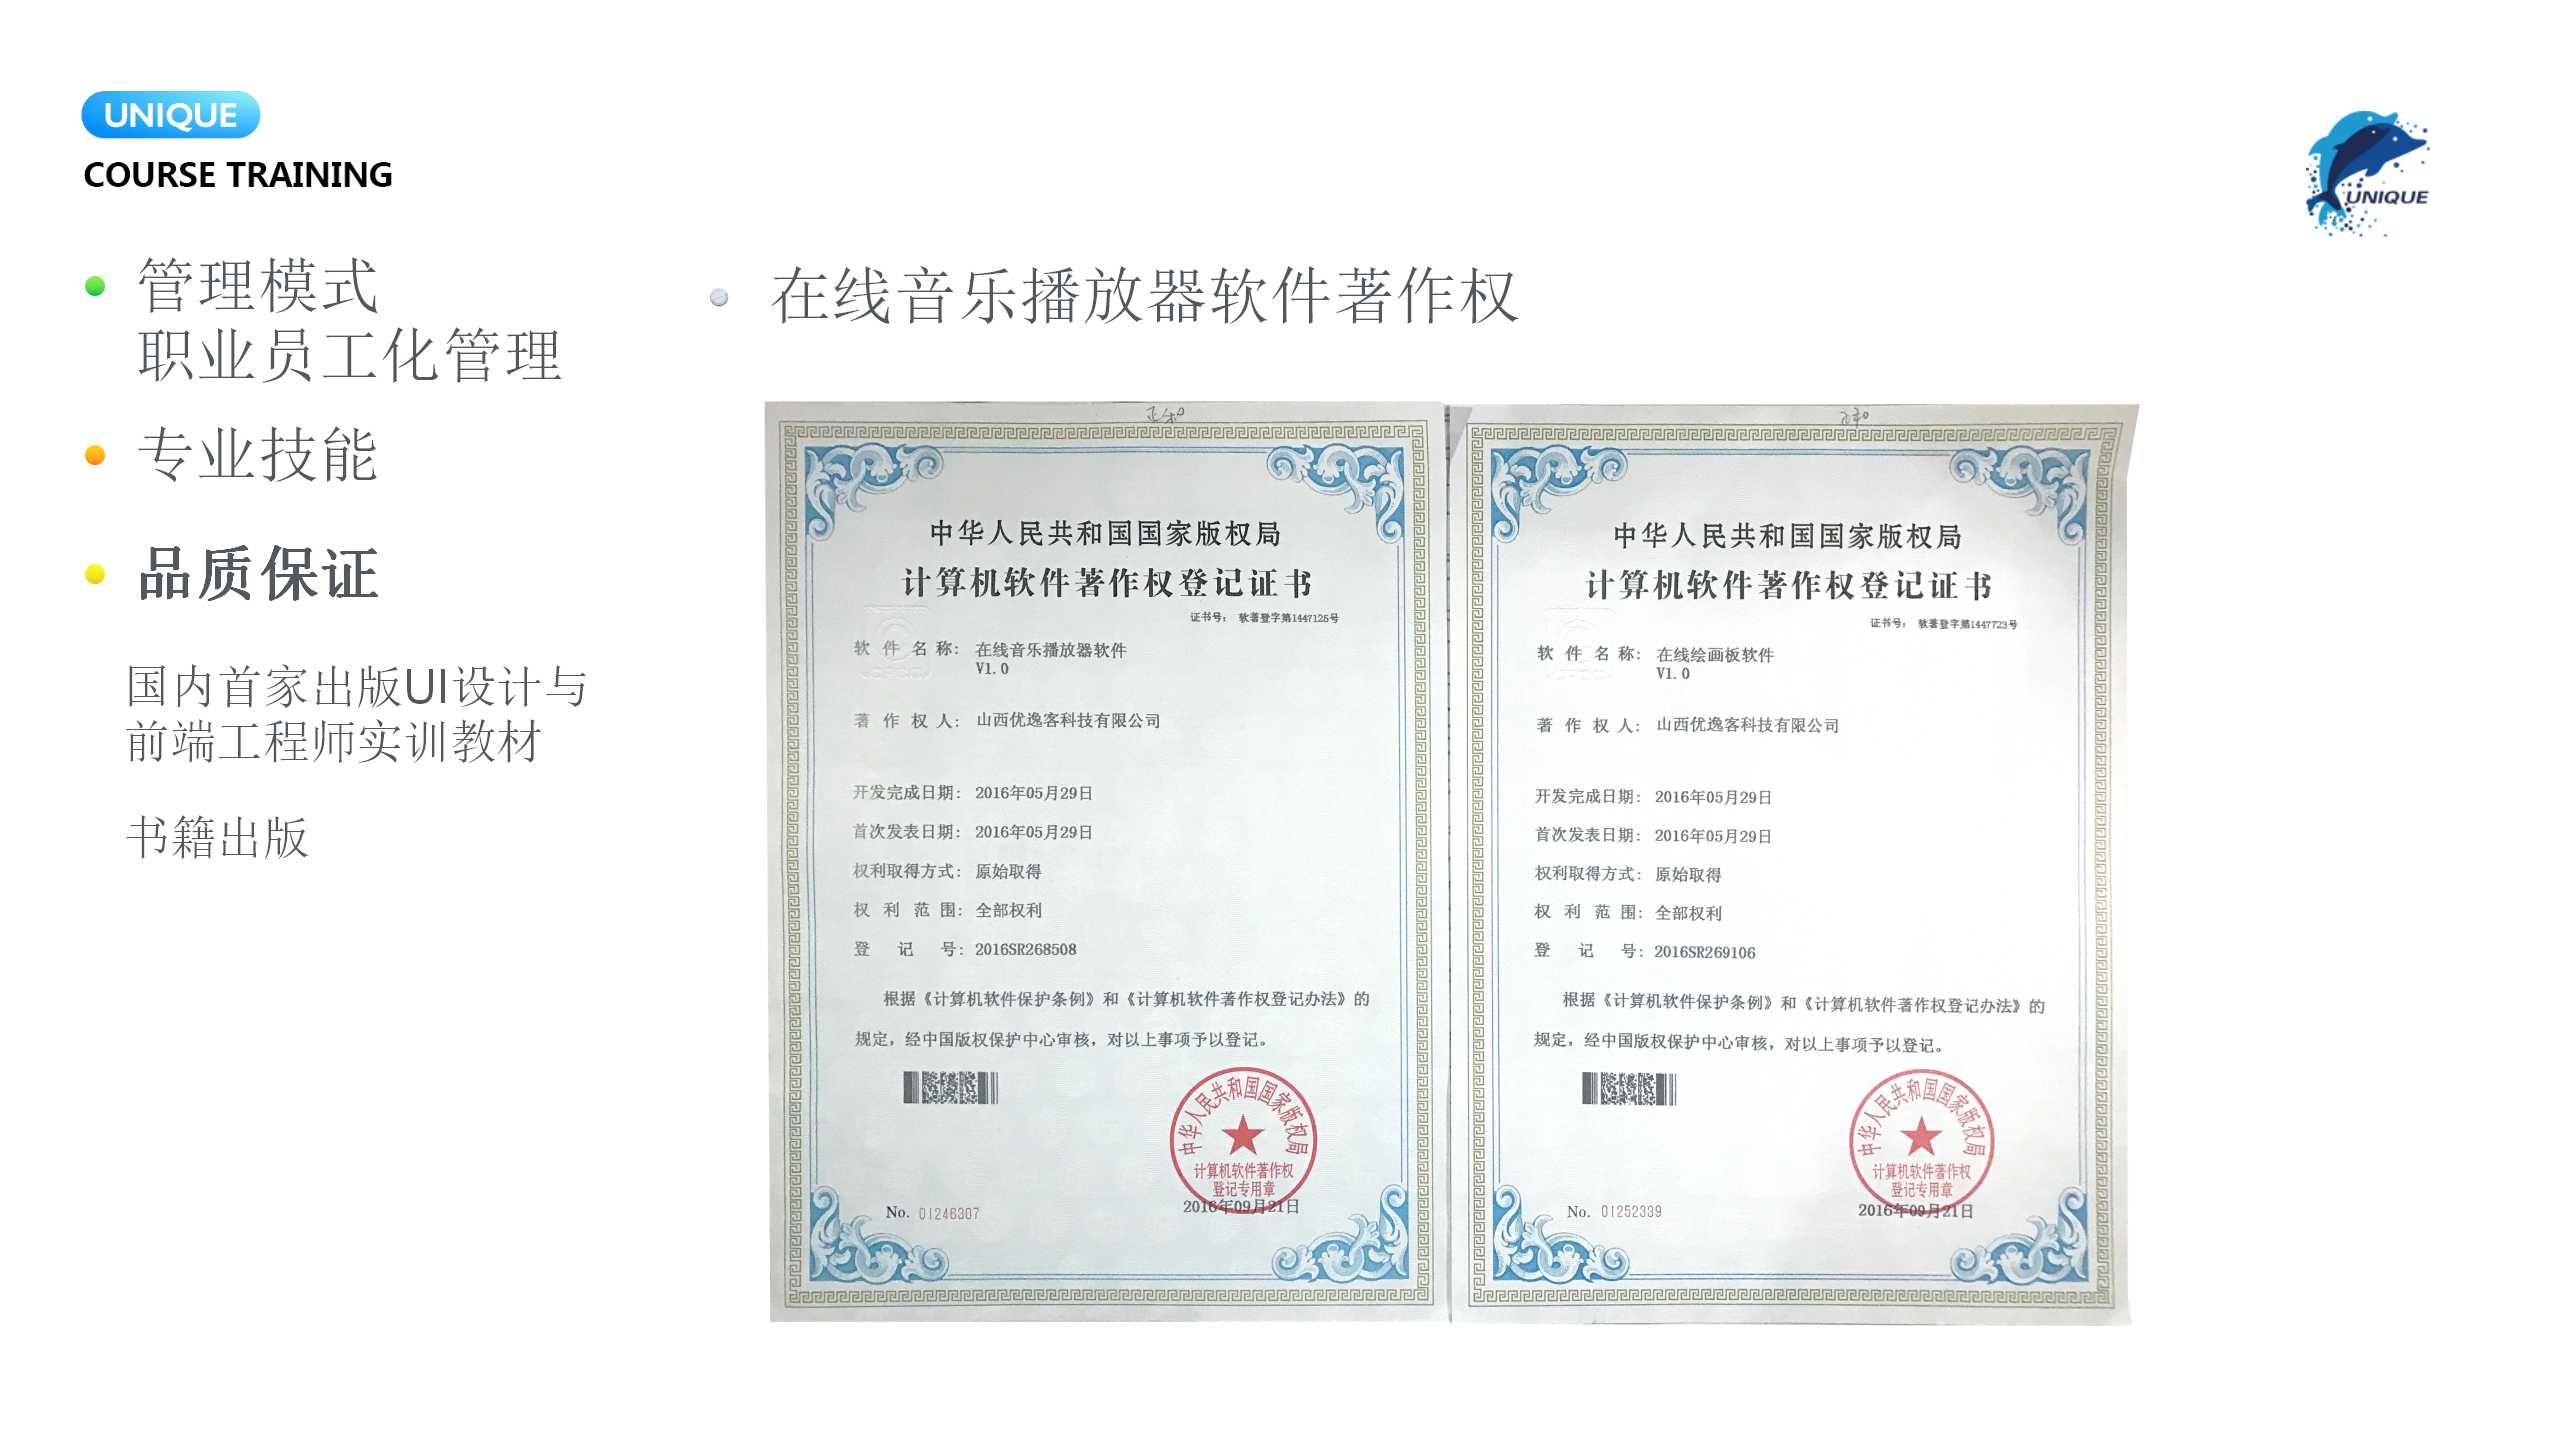 UNIQUE
COURSE TRAINING
UNIQUE
管理模式
职业员工化管理
专业技能
品质保证
国内首家出版UI设计与
前端工程师实训教材
书籍出版
在线音乐播放器软件著作权
中华人民共和国国家版权局
计算机软件著作权登记证书
证书号： 软著登字第1447125号
软件名称： 在线音乐播放器软件
V1.0
著作权人： 山西优逸客科技有限公司
开发完成日期： 2016年05月29日
首次发表日期： 2016年05月29日
权利取得方式： 原始取得
权利范围： 全部权利
登记号： 2016SR268508
根据《计算机软件保护条例》和《计算机软件著作权登记办法》的
规定，经中国版权保护中心审核，对以上事项予以登记。
中华人民共和国国家版权局
计算机软件著作权
登记专用章
No. 01246307
2016年09月21日
中华人民共和国国家版权局
计算机软件著作权登记证书
证书号： 软著登字第1447723号
软件名称： 在线绘画板软件
V1.0
著作权人： 山西优逸客科技有限公司
开发完成日期： 2016年05月29日
首次发表日期： 2016年05月29日
权利取得方式： 原始取得
权利范围： 全部权利
登记号： 2016SR269106
根据《计算机软件保护条例》和《计算机软件著作权登记办法》的
规定，经中国版权保护中心审核，对以上事项予以登记。
中华人民共和国国家版权局
计算机软件著作权
登记专用章
No. 01252339
2016年09月21日